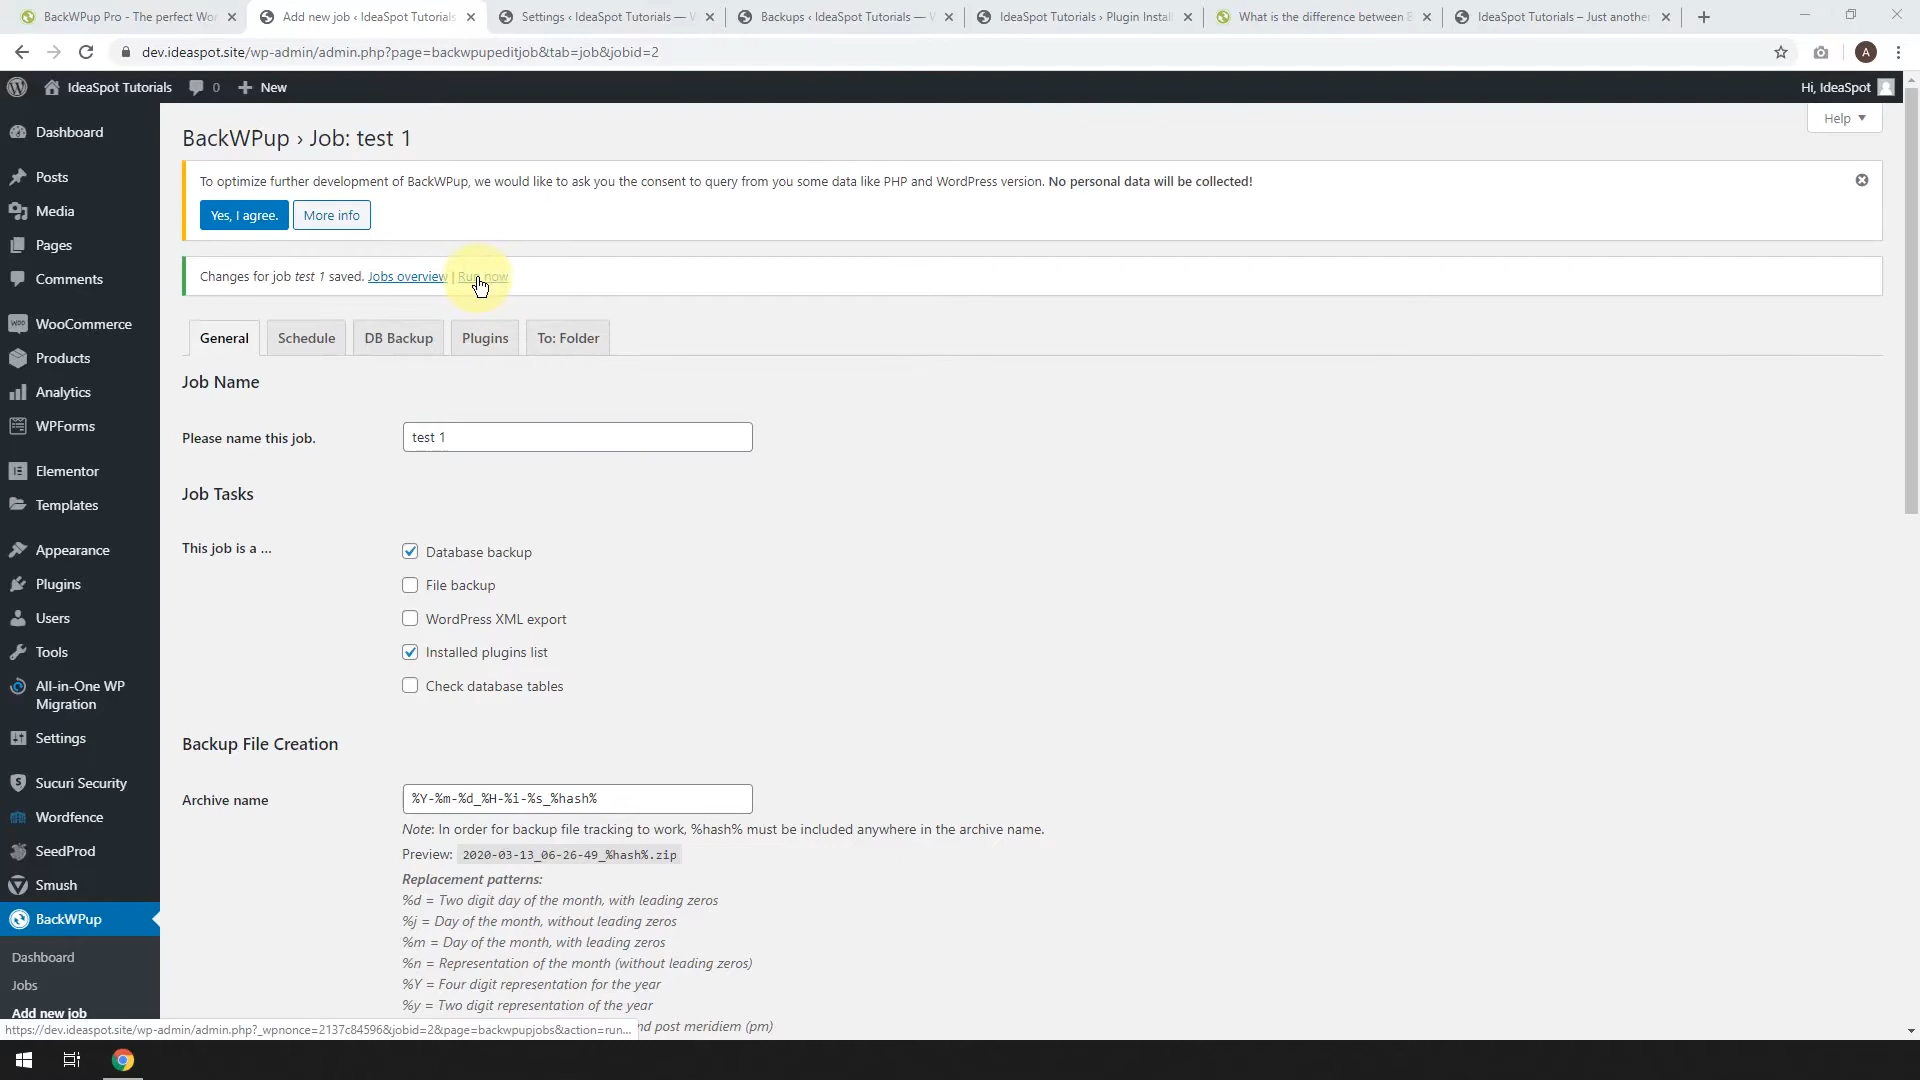 BackWPup Pro - The perfect Wor
Add new job ‹ IdeaSpot Tutorials
Settings ‹ IdeaSpot Tutorials — W
Backups ‹ IdeaSpot Tutorials — W
IdeaSpot Tutorials › Plugin Install
What is the difference between B
IdeaSpot Tutorials – Just another
dev.ideaspot.site/wp-admin/admin.php?page=backwpupeditjob&tab=job&jobid=2
A
IdeaSpot Tutorials
0
New
Hi, IdeaSpot
Dashboard
Posts
Media
Pages
Comments
WooCommerce
Products
Analytics
WPForms
Elementor
Templates
Appearance
Plugins
Users
Tools
All-in-One WP
Migration
Settings
Sucuri Security
Wordfence
SeedProd
Smush
BackWPup
Dashboard
Jobs
Add new job
Help
BackWPup › Job: test 1
To optimize further development of BackWPup, we would like to ask you the consent to query from you some data like PHP and WordPress version. No personal data will be collected!
Yes, I agree.
More info
Changes for job test 1 saved. Jobs overview | Run now
General
Schedule
DB Backup
Plugins
To: Folder
Job Name
Please name this job.
test 1
Job Tasks
This job is a ...
Database backup
File backup
WordPress XML export
Installed plugins list
Check database tables
Backup File Creation
Archive name
%Y-%m-%d_%H-%i-%s_%hash%
Note: In order for backup file tracking to work, %hash% must be included anywhere in the archive name.
Preview: 2020-03-13_06-26-49_%hash%.zip
Replacement patterns:
%d = Two digit day of the month, with leading zeros
%j = Day of the month, without leading zeros
%m = Day of the month, with leading zeros
%n = Representation of the month (without leading zeros)
%Y = Four digit representation for the year
%y = Two digit representation of the year
nd post meridiem (pm)
https://dev.ideaspot.site/wp-admin/admin.php?_wpnonce=2137c84596&jobid=2&page=backwpupjobs&action=run...